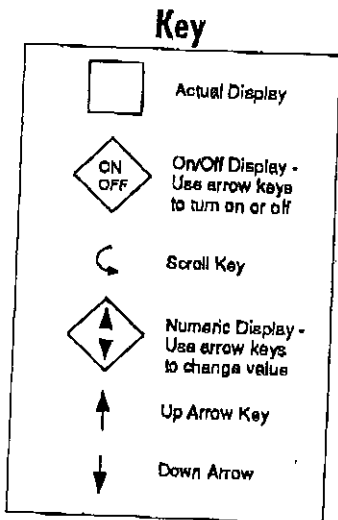 Key
Actual Display
ON
OFF
On/Off Display -
Use arrow keys
to turn on or off
Scroll Key
Numeric Display -
Use arrow keys
to change value
Up Arrow Key
Down Arrow